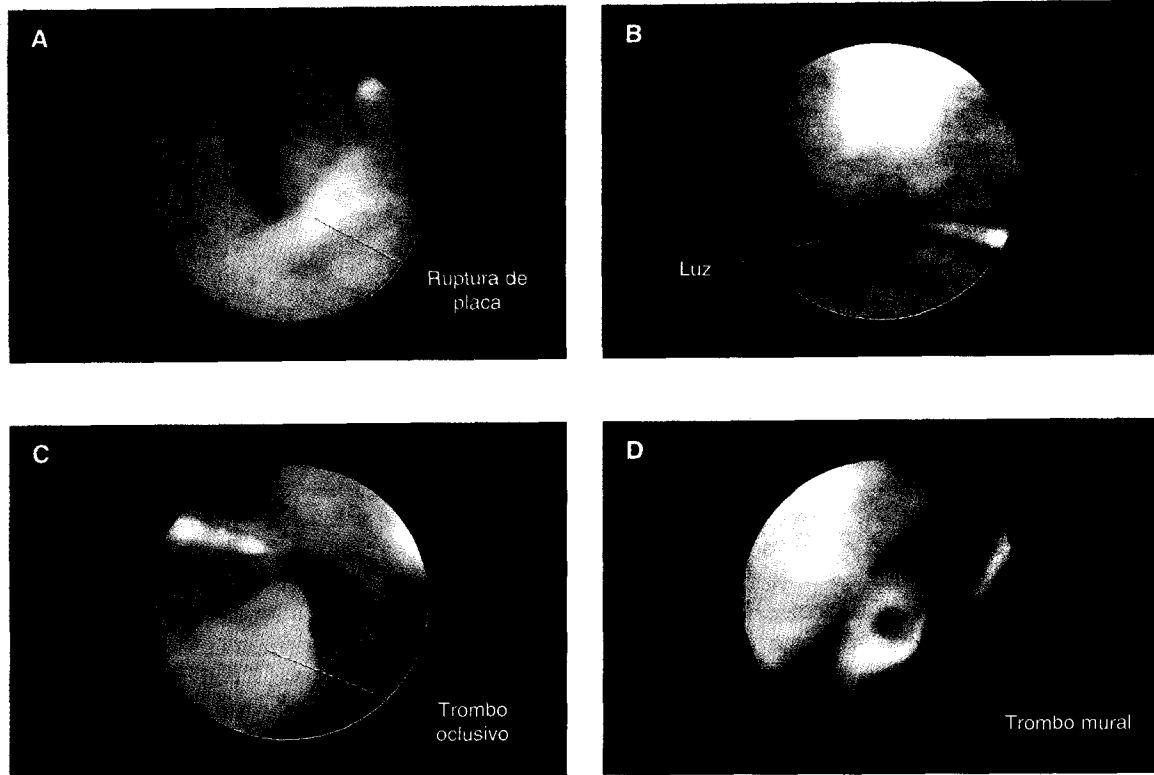 A
Ruptura de
placa
B
Luz
C
Trombo
oclusivo
D
Trombo mural